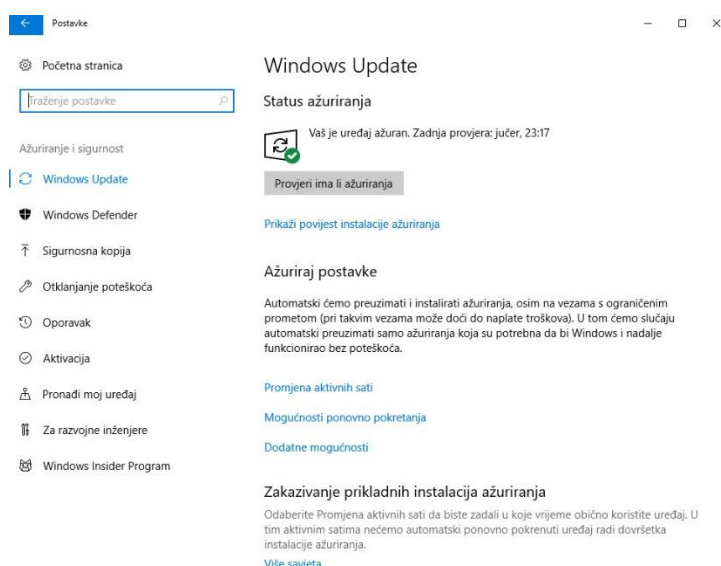 Postavke
Početna stranica
Traženje postavke
Ažuriranje i sigurnost
Windows Update
Windows Defender
Sigurnosna kopija
Otklanjanje poteškoća
Oporavak
Aktivacija
Pronađi moj uređaj
Za razvojne inženjere
Windows Insider Program
Windows Update
Status ažuriranja
Vaš je uređaj ažuran. Zadnja provjera: jučer, 23:17
Provjeri ima li ažuriranja
Prikaži povijest instalacije ažuriranja
Ažuriraj postavke
Automatski ćemo preuzimati i instalirati ažuriranja, osim na vezama s ograničenim
prometom (pri takvim vezama može doći do naplate troškova). U tom ćemo slučaju
automatski preuzimati samo ažuriranja koja su potrebna da bi Windows i nadalje
funkcionirao bez poteškoća.
Promjena aktivnih sati
Mogućnosti ponovno pokretanja
Dodatne mogućnosti
Zakazivanje prikladnih instalacija ažuriranja
Odaberite Promjena aktivnih sati da biste zadali u koje vrijeme obično koristite uređaj. U
tim aktivnim satima nećemo automatski ponovno pokrenuti uređaj radi dovršetka
instalacije ažuriranja.
Više savjeta